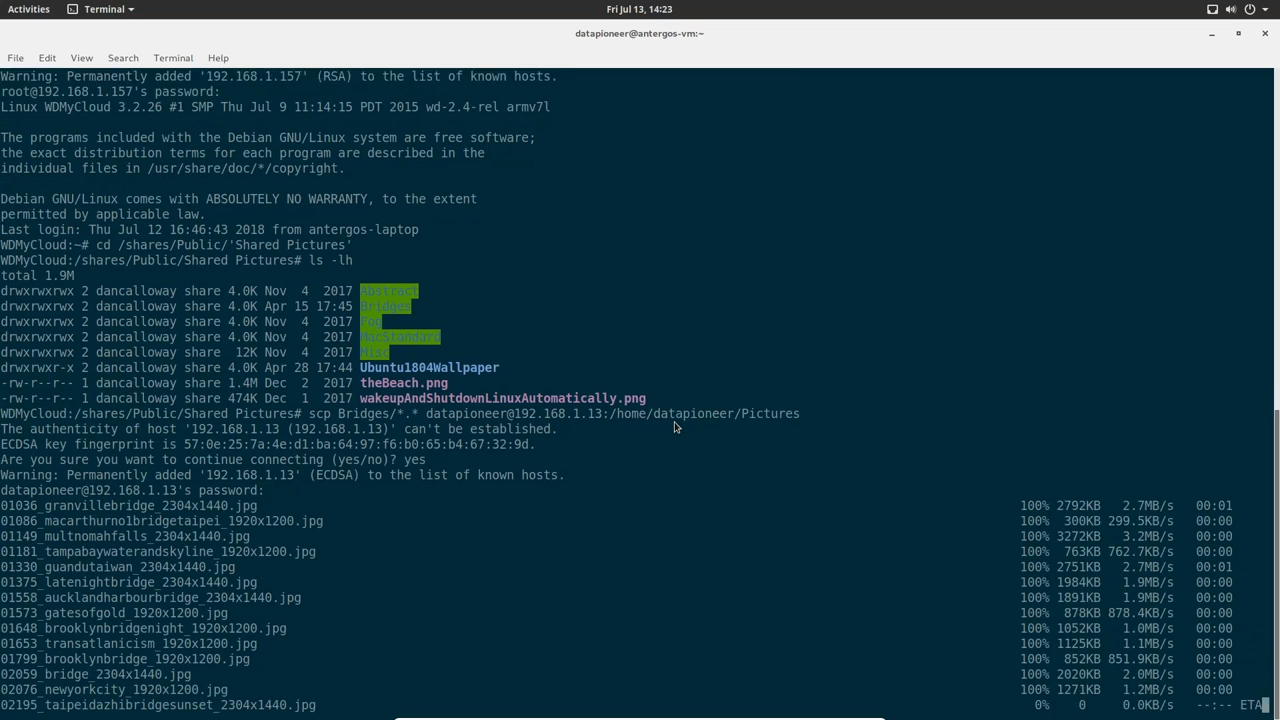 Activities Terminal Fri Jul 13, 14:23
datapioneer@antergos-vm:~
File Edit View Search Terminal Help
Warning: Permanently added '192.168.1.157' (RSA) to the list of known hosts.
root@192.168.1.157's password:
Linux WDMyCloud 3.2.26 #1 SMP Thu Jul 9 11:14:15 PDT 2015 wd-2.4-rel armv7l
The programs included with the Debian GNU/Linux system are free software;
the exact distribution terms for each program are described in the
individual files in /usr/share/doc/*/copyright.
Debian GNU/Linux comes with ABSOLUTELY NO WARRANTY, to the extent
permitted by applicable law.
Last login: Thu Jul 12 16:46:43 2018 from antergos-laptop
WDMyCloud:~# cd /shares/Public/'Shared Pictures'
WDMyCloud:/shares/Public/Shared Pictures# ls -lh
total 1.9M
drwxrwxrwx 2 dancalloway share 4.0K Nov  4  2017 Abstract
drwxrwxrwx 2 dancalloway share 4.0K Apr 15 17:45 Bridges
drwxrwxrwx 2 dancalloway share 4.0K Nov  4  2017 Fog
drwxrwxrwx 2 dancalloway share 4.0K Nov  4  2017 MacStandard
drwxrwxrwx 2 dancalloway share  12K Nov  4  2017 Misc
drwxrwxr-x 2 dancalloway share 4.0K Apr 28 17:44 Ubuntu1804Wallpaper
-rw-r--r-- 1 dancalloway share 1.4M Dec  2  2017 theBeach.png
-rw-r--r-- 1 dancalloway share 474K Dec  1  2017 wakeupAndShutdownLinuxAutomatically.png
WDMyCloud:/shares/Public/Shared Pictures# scp Bridges/*.* datapioneer@192.168.1.13:/home/datapioneer/Pictures
The authenticity of host '192.168.1.13 (192.168.1.13)' can't be established.
ECDSA key fingerprint is 57:0e:25:7a:4e:d1:ba:64:97:f6:b0:65:b4:67:32:9d.
Are you sure you want to continue connecting (yes/no)? yes
Warning: Permanently added '192.168.1.13' (ECDSA) to the list of known hosts.
datapioneer@192.168.1.13's password:
01036_granvillebridge_2304x1440.jpg 100% 2792KB 2.7MB/s 00:01
01086_macarthurno1bridgetaipei_1920x1200.jpg 100% 300KB 299.5KB/s 00:00
01149_multnomahfalls_2304x1440.jpg 100% 3272KB 3.2MB/s 00:00
01181_tampabaywaterandskyline_1920x1200.jpg 100% 763KB 762.7KB/s 00:00
01330_guandutaiwan_2304x1440.jpg 100% 2751KB 2.7MB/s 00:01
01375_latenightbridge_2304x1440.jpg 100% 1984KB 1.9MB/s 00:00
01558_aucklandharbourbridge_2304x1440.jpg 100% 1891KB 1.9MB/s 00:00
01573_gatesofgold_1920x1200.jpg 100% 878KB 878.4KB/s 00:00
01648_brooklynbridgenight_1920x1200.jpg 100% 1052KB 1.0MB/s 00:00
01653_transatlanicism_1920x1200.jpg 100% 1125KB 1.1MB/s 00:00
01799_brooklynbridge_1920x1200.jpg 100% 852KB 851.9KB/s 00:00
02059_bridge_2304x1440.jpg 100% 2020KB 2.0MB/s 00:00
02076_newyorkcity_1920x1200.jpg 100% 1271KB 1.2MB/s 00:00
02195_taipeidazhibridgesunset_2304x1440.jpg 0% 0 0.0KB/s --:-- ETA